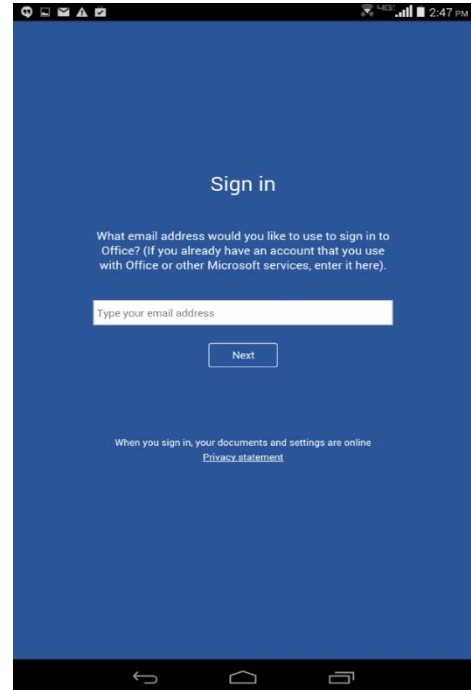 4G LTE 2:47 PM
Sign in
What email address would you like to use to sign in to
Office? (If you already have an account that you use
with Office or other Microsoft services, enter it here).
Type your email address
Next
When you sign in, your documents and settings are online
Privacy statement